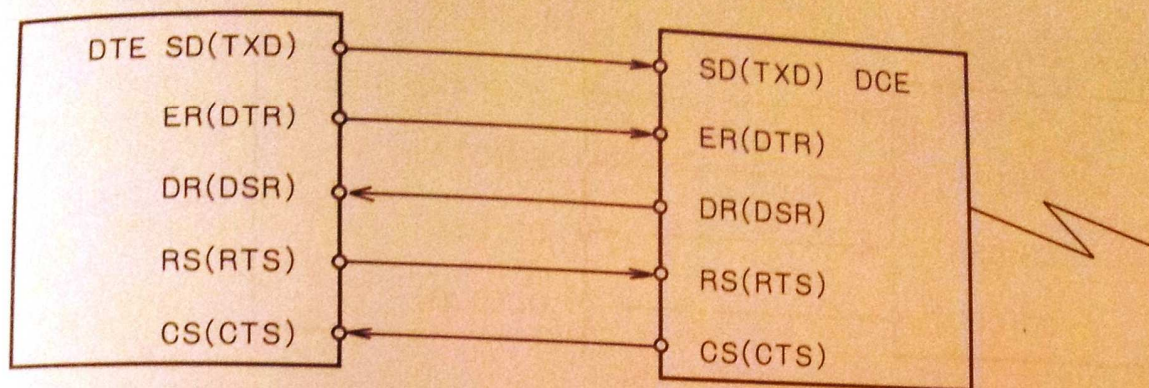 DTE SD(TXD)
ER(DTR)
DR(DSR)
RS(RTS)
CS(CTS)
SD(TXD) DCE
ER(DTR)
DR(DSR)
RS(RTS)
CS(CTS)